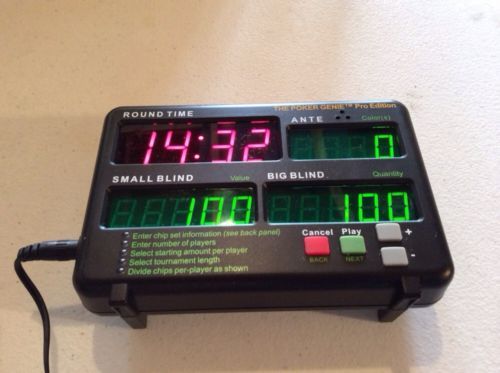 THE POKER GENIE™ Pro Edition
ROUND TIME
ANTE Color(s)
14:32
0
SMALL BLIND Value
BIG BLIND Quantity
1.00
100
Enter chip set information (see back panel)
Enter number of players
Select starting amount per player
Select tournament length
Divide chips per-player as shown
Cancel Play +
BACK NEXT -